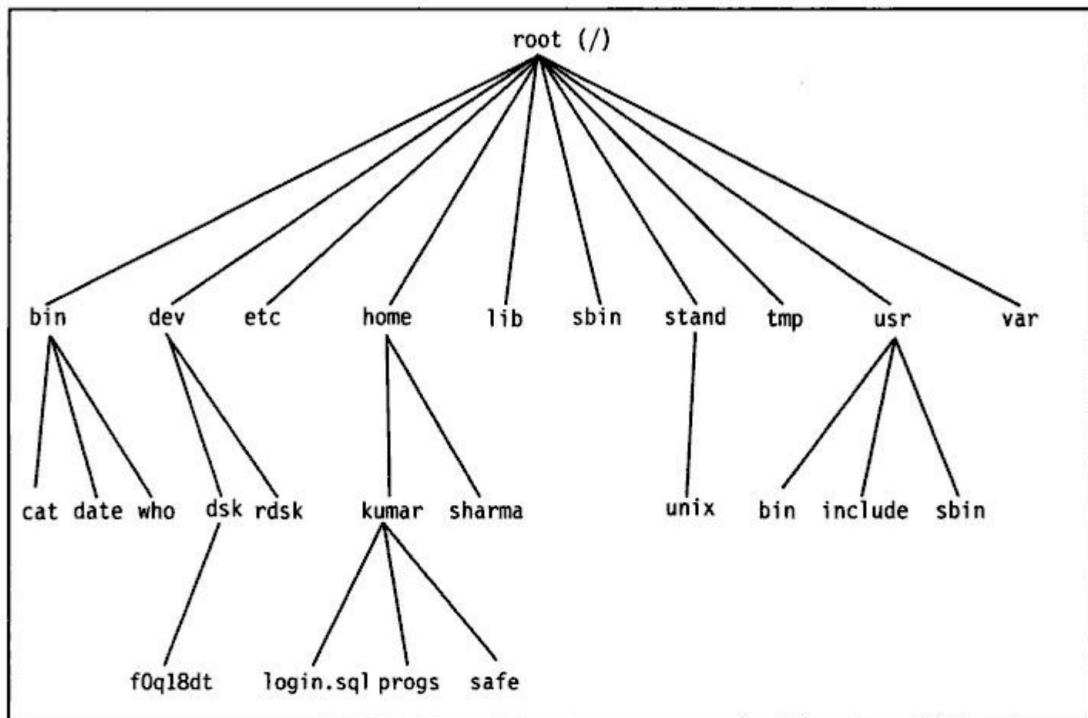 root (/)
bin dev etc home lib sbin stand tmp usr var
cat date who dsk rdsk kumar sharma unix bin include sbin
f0q18dt login.sql progs safe